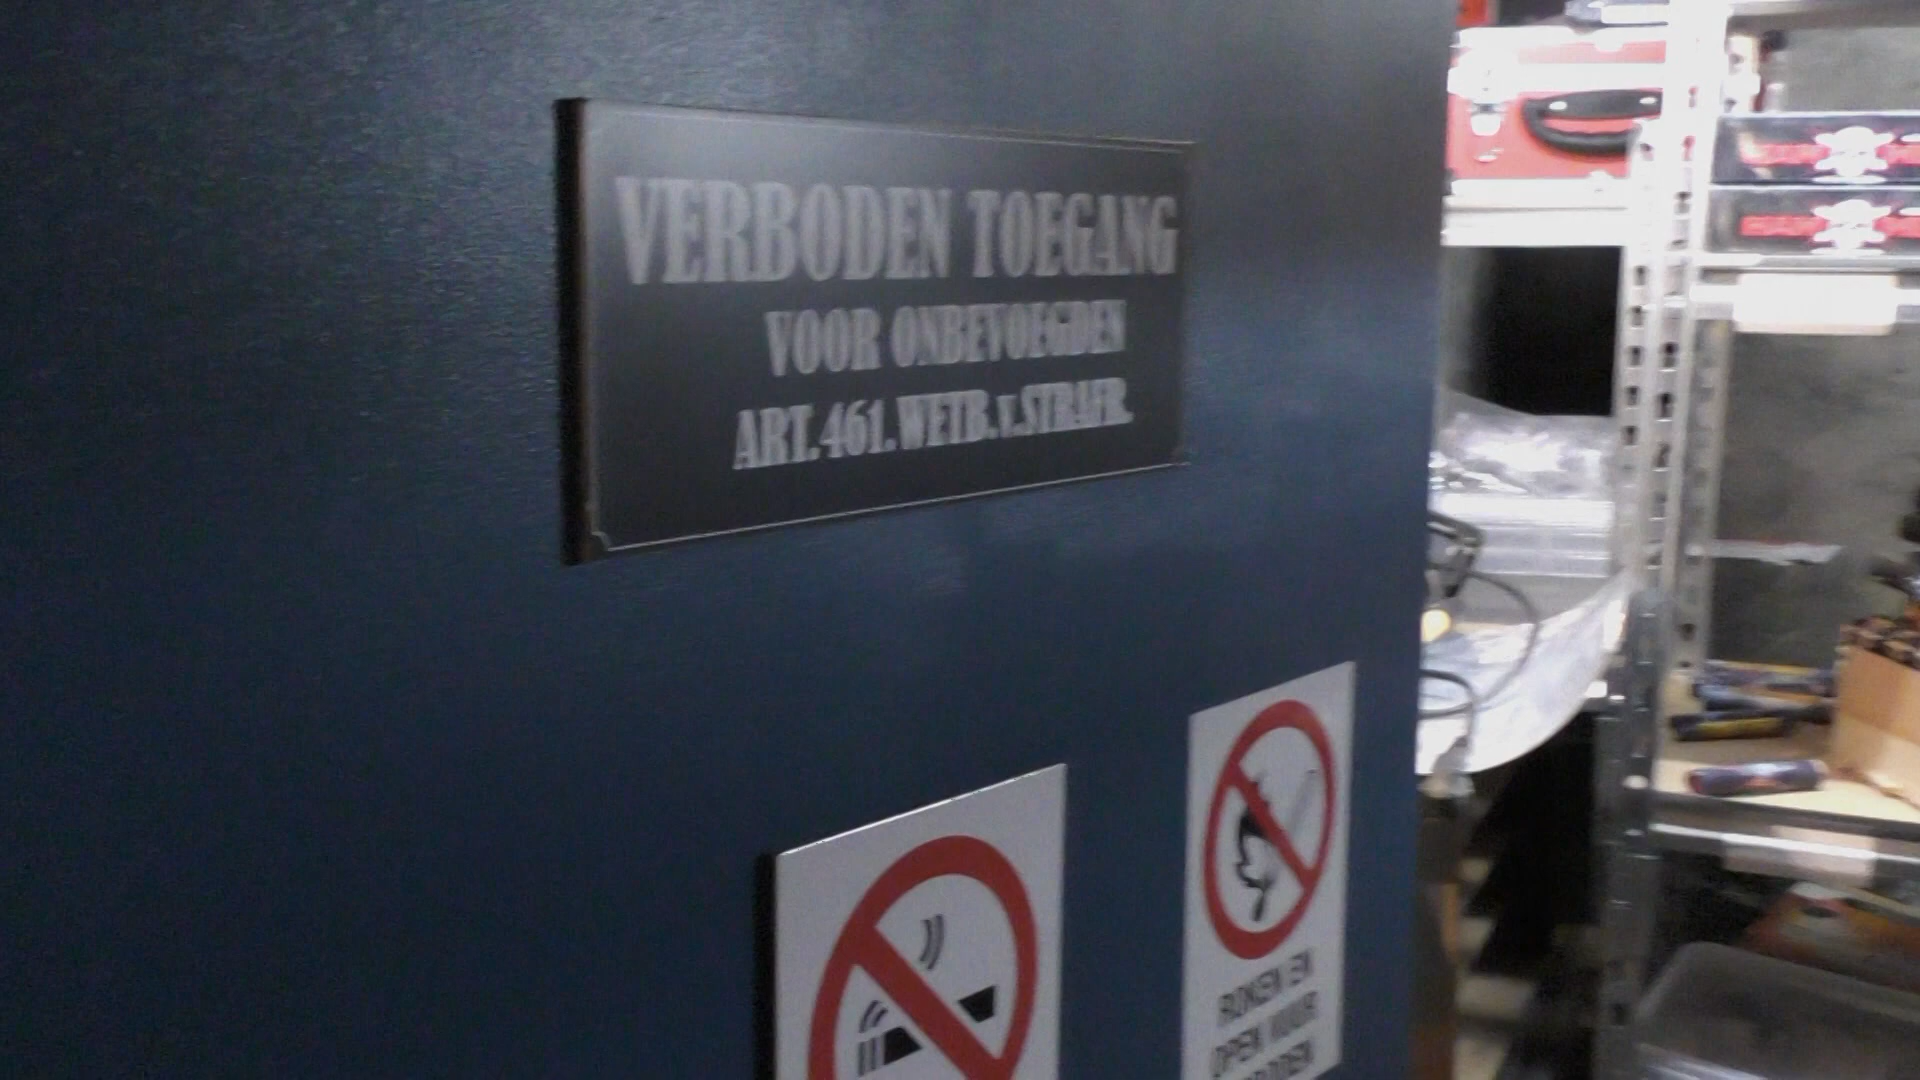 VERBODEN TOEGANG
VOOR ONBEVOEGDEN
ART.461.WETB.v.STRAFR.
ROKEN EN
OPEN VUUR